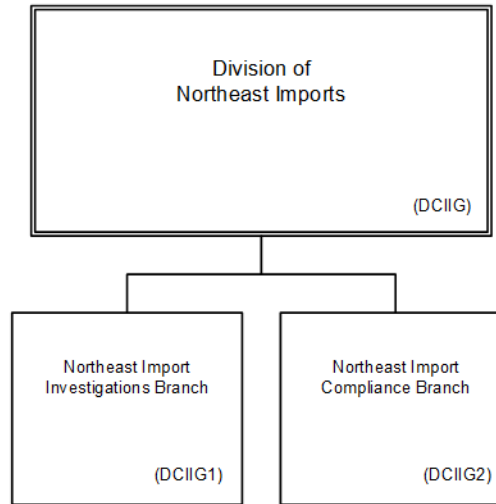 Division of
Northeast Imports
(DCIIG)
Northeast Import
Investigations Branch
(DCIIG1)
Northeast Import
Compliance Branch
(DCIIG2)